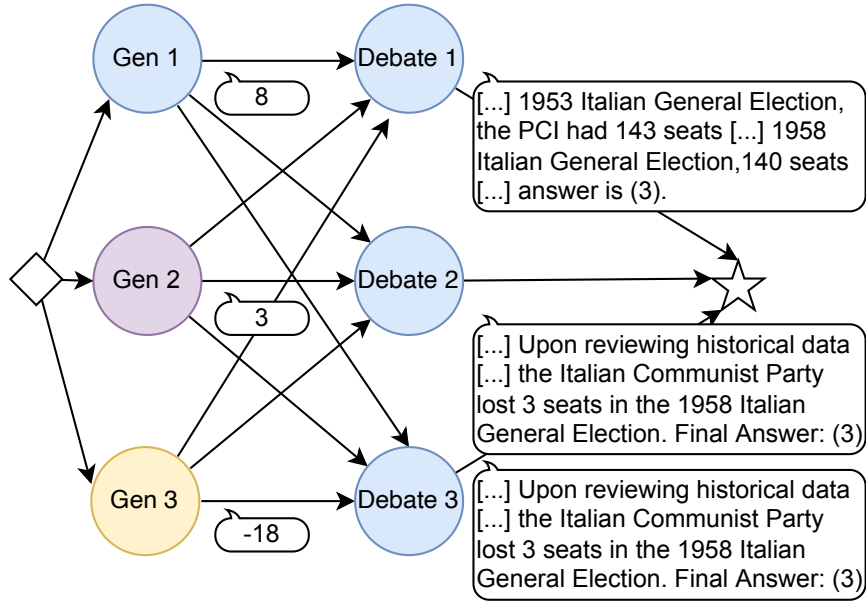 Gen 1
Debate 1
8
[...] 1953 Italian General Election,
the PCI had 143 seats [...] 1958
Italian General Election,140 seats
[...] answer is (3).
Gen 2
Debate 2
3
[...] Upon reviewing historical data
[...] the Italian Communist Party
lost 3 seats in the 1958 Italian
General Election. Final Answer: (3)
Gen 3
Debate 3
-18
[...] Upon reviewing historical data
[...] the Italian Communist Party
lost 3 seats in the 1958 Italian
General Election. Final Answer: (3)